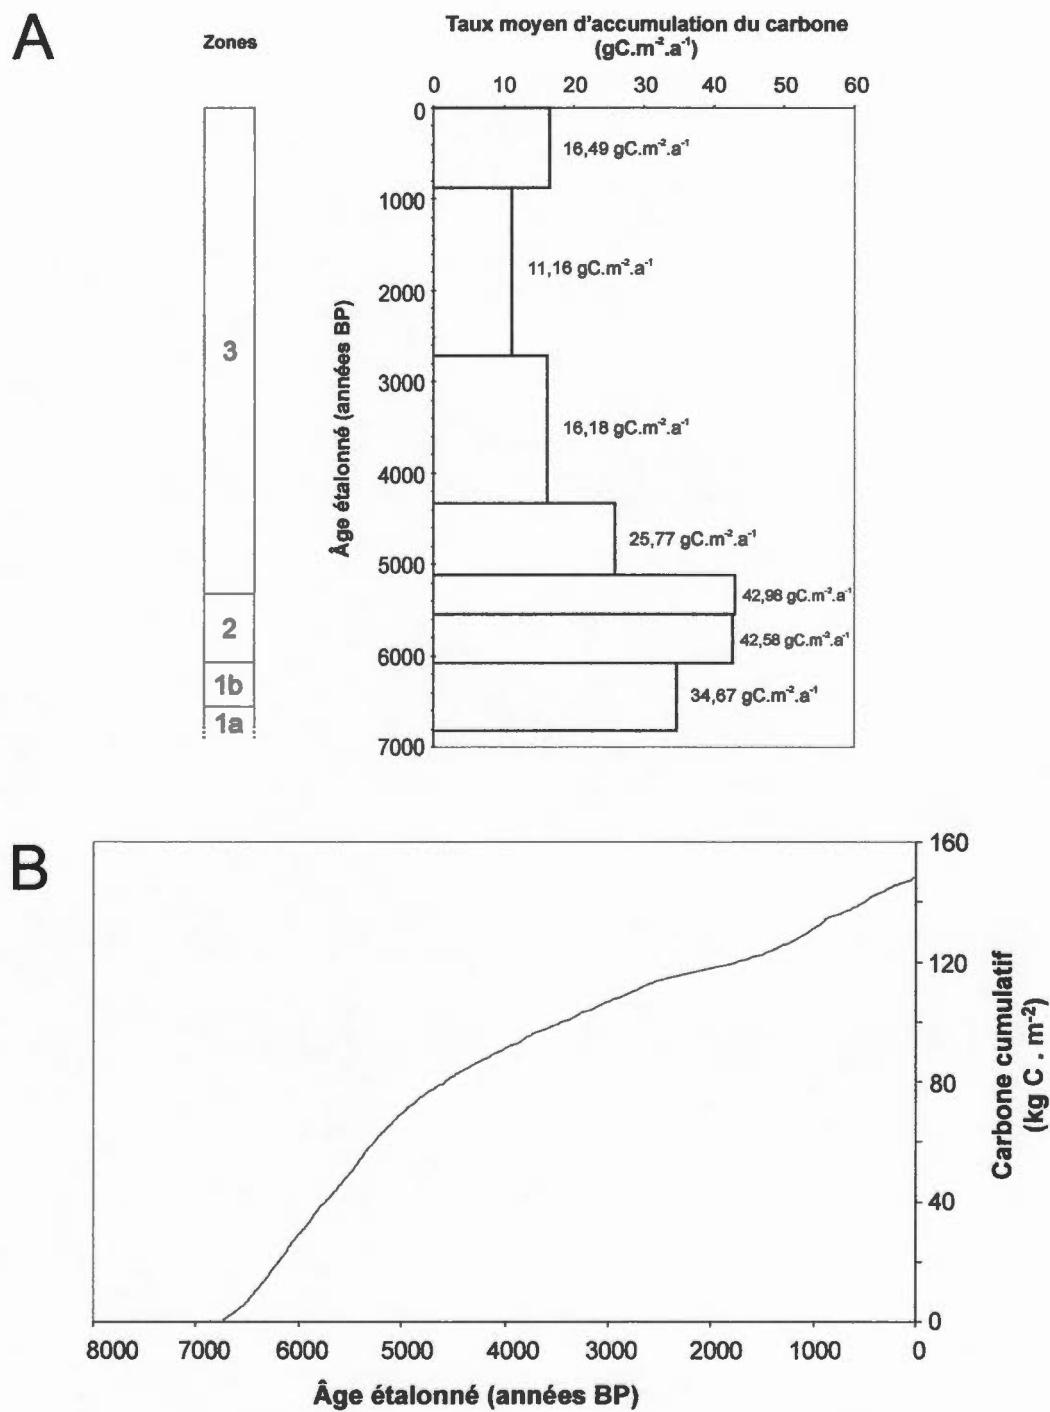 A
Zones
Taux moyen d'accumulation du carbone
(gC.m⁻².a⁻¹)
0 10 20 30 40 50 60
0
16,49 gC.m⁻².a⁻¹
1000
11,16 gC.m⁻².a⁻¹
2000
3
3000
16,18 gC.m⁻².a⁻¹
4000
25,77 gC.m⁻².a⁻¹
5000
42,98 gC.m⁻².a⁻¹
2
42,58 gC.m⁻².a⁻¹
6000
1b
34,67 gC.m⁻².a⁻¹
1a
7000
Âge étalonné (années BP)
B
160
120
80
40
0
Carbone cumulatif
(kg C . m⁻²)
8000 7000 6000 5000 4000 3000 2000 1000 0
Âge étalonné (années BP)